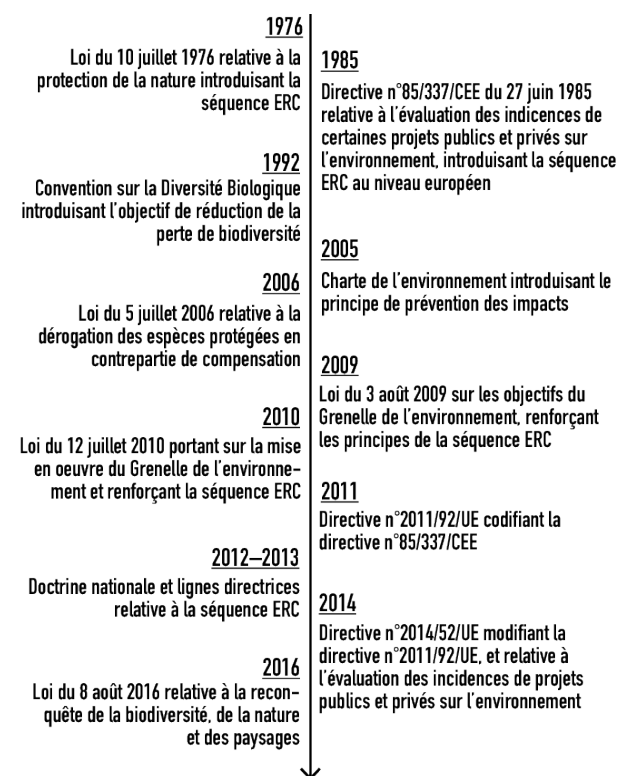 1976
Loi du 10 juillet 1976 relative à la
protection de la nature introduisant la
séquence ERC
1985
Directive n°85/337/CEE du 27 juin 1985
relative à l'évaluation des indicences de
certaines projets publics et privés sur
l'environnement, introduisant la séquence
ERC au niveau européen
1992
Convention sur la Diversité Biologique
introduisant l'objectif de réduction de la
perte de biodiversité
2005
Charte de l'environnement introduisant le
principe de prévention des impacts
2006
Loi du 5 juillet 2006 relative à la
dérogation des espèces protégées en
contrepartie de compensation
2009
Loi du 3 août 2009 sur les objectifs du
Grenelle de l'environnement, renforçant
les principes de la séquence ERC
2010
Loi du 12 juillet 2010 portant sur la mise
en oeuvre du Grenelle de l'environne-
ment et renforçant la séquence ERC
2011
Directive n°2011/92/UE codifiant la
directive n°85/337/CEE
2012–2013
Doctrine nationale et lignes directrices
relative à la séquence ERC
2014
Directive n°2014/52/UE modifiant la
directive n°2011/92/UE, et relative à
l'évaluation des incidences de projets
publics et privés sur l'environnement
2016
Loi du 8 août 2016 relative à la recon-
quête de la biodiversité, de la nature
et des paysages